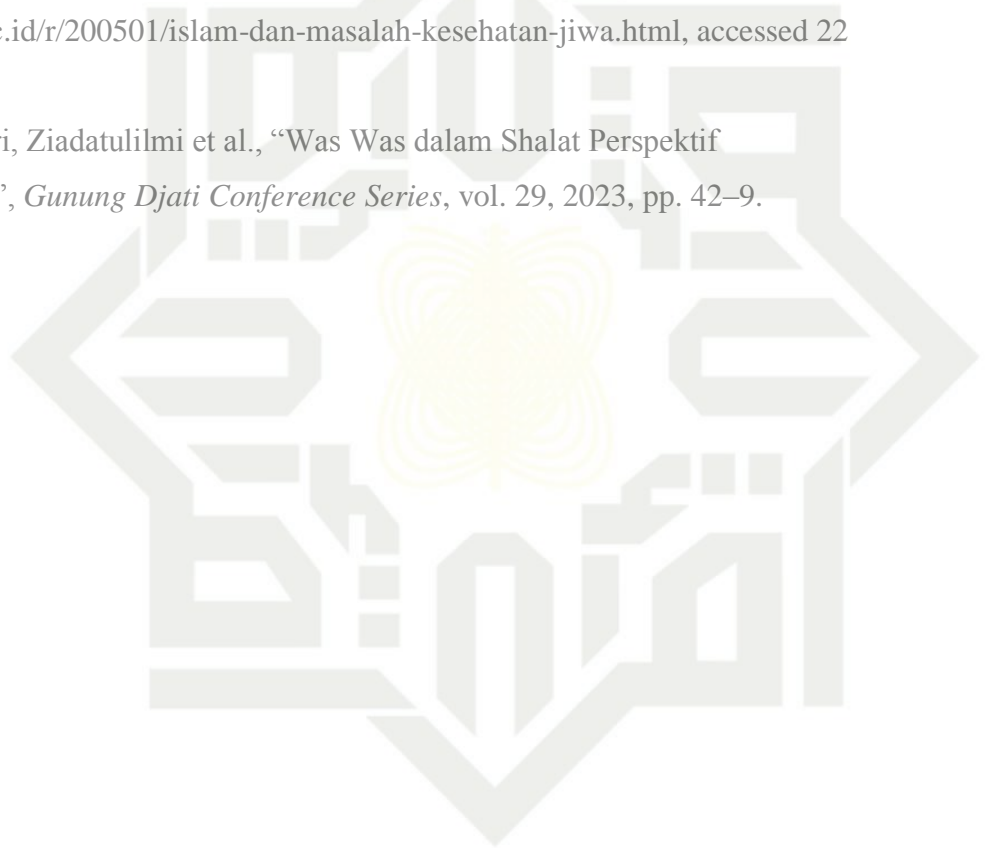 c.id/r/200501/islam-dan-masalah-kesehatan-jiwa.html, accessed 22
ri, Ziadatulilmi et al., “Was Was dalam Shalat Perspektif
”, Gunung Djati Conference Series, vol. 29, 2023, pp. 42–9.